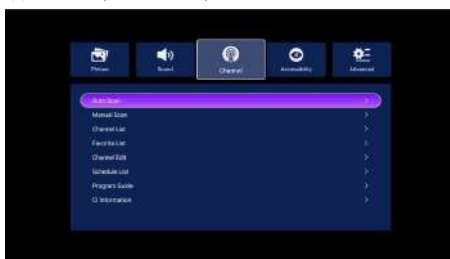 Picture
Sound
Channel
Accessibility
Advanced
Auto Scan
Manual Scan
Channel List
Favorite List
Channel Edit
Schedule List
Program Guide
CI Information